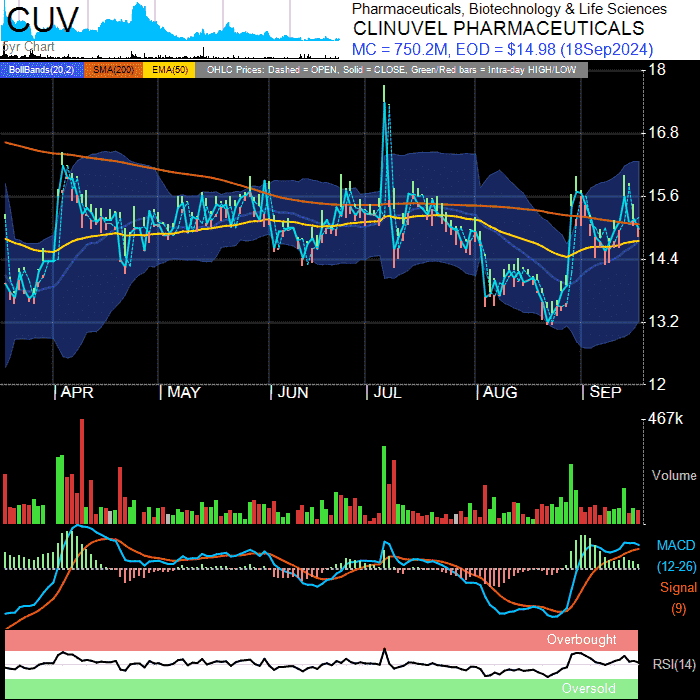 CUV
5yr Chart
Pharmaceuticals, Biotechnology & Life Sciences
CLINUVEL PHARMACEUTICALS
MC = 750.2M, EOD = $14.98 (18Sep2024)
BollBands(20,2) SMA(200) EMA(50) OHLC Prices: Dashed = OPEN, Solid = CLOSE, Green/Red bars = Intra-day HIGH/LOW
18
16.8
15.6
14.4
13.2
12
APR MAY JUN JUL AUG SEP
467k
Volume
MACD
(12-26)
Signal
(9)
Overbought
RSI(14)
Oversold